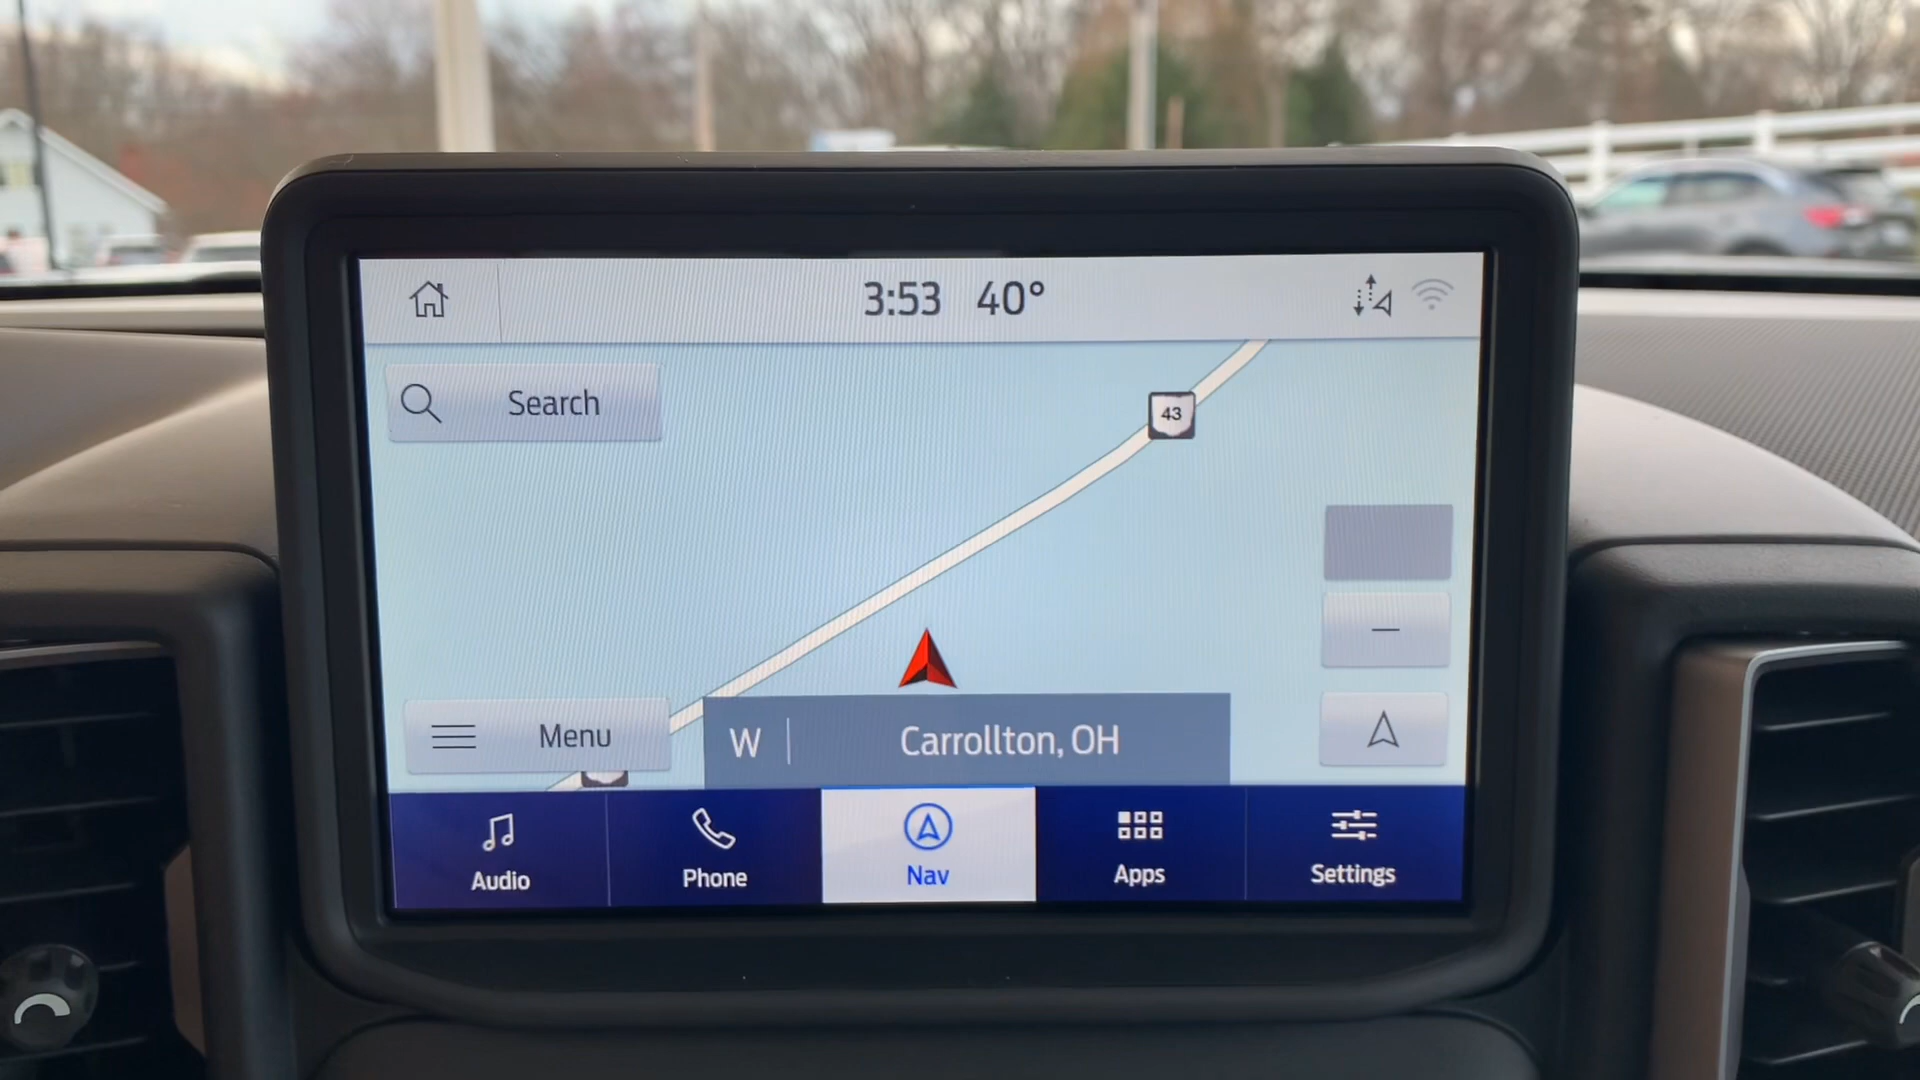 3:53 40°
Search
43
Menu
W Carrollton, OH
Audio
Phone
Nav
Apps
Settings